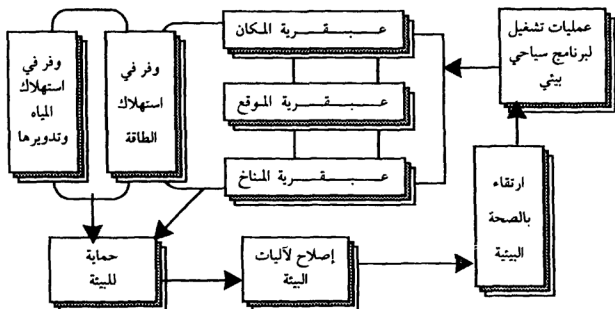 عمليات تشغيل
لبرنامج سياحي
بيئي
عبقرية المكان
عبقرية الموقع
عبقرية المناخ
وفر في
استهلاك
الطاقة
وفر في
استهلاك
المياه
وتدويرها
حماية
للبيئة
إصلاح لآليات
البيئة
ارتقاء
بالصحة
البيئية